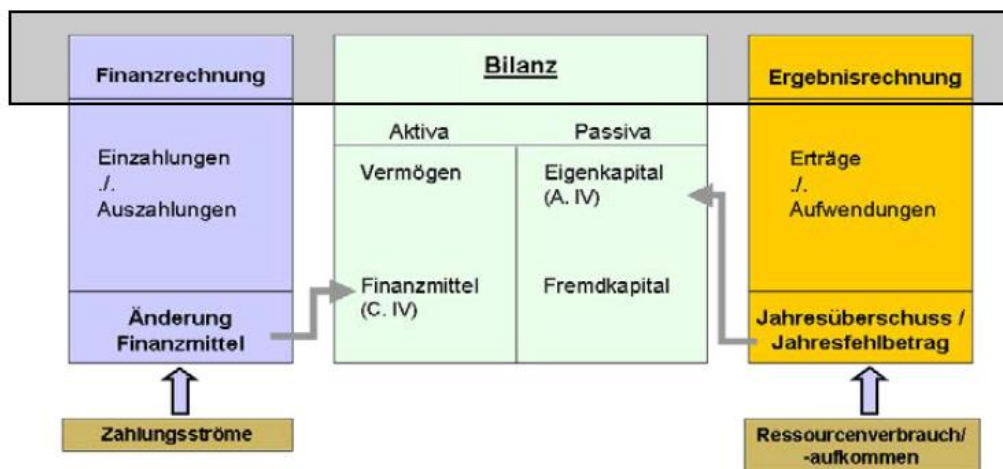 Finanzrechnung
Einzahlungen
./.
Auszahlungen
Änderung
Finanzmittel
Zahlungsströme
Bilanz
Aktiva
Passiva
Vermögen
Eigenkapital
(A. IV)
Finanzmittel
(C. IV)
Fremdkapital
Ergebnisrechnung
Erträge
./.
Aufwendungen
Jahresüberschuss /
Jahresfehlbetrag
Ressourcenverbrauch/
-aufkommen